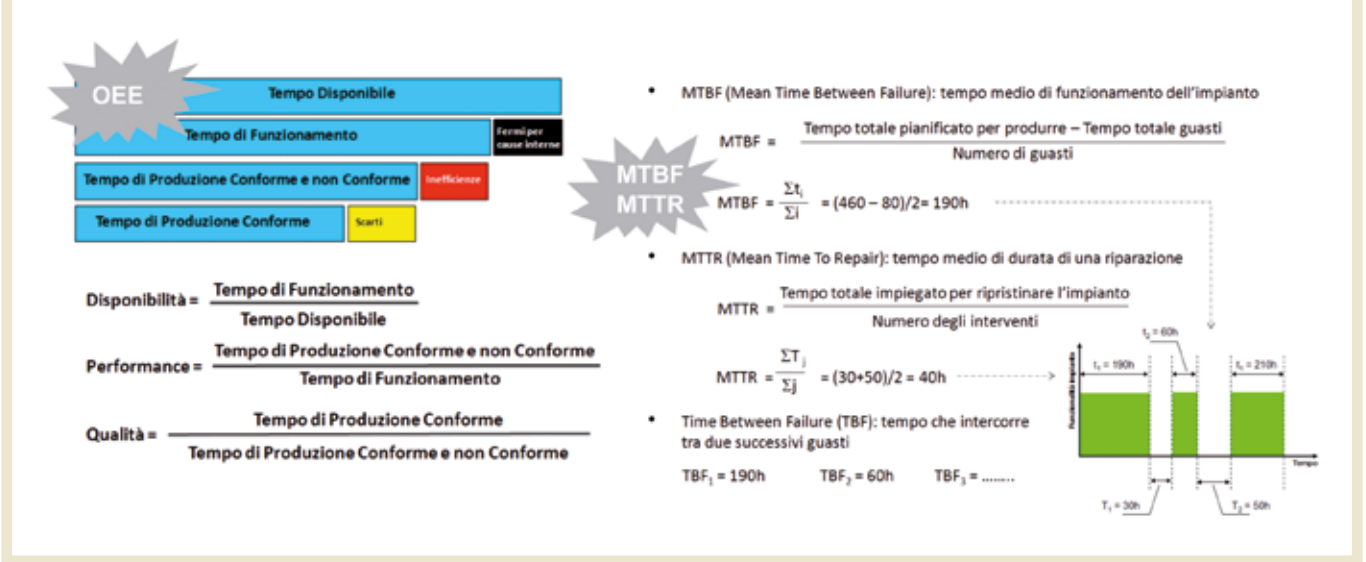 OEE
Tempo Disponibile
Tempo di Funzionamento
Fermi per
cause interne
Tempo di Produzione Conforme e non Conforme
Inefficienze
Tempo di Produzione Conforme
Scarti
Disponibilità = Tempo di Funzionamento
Tempo Disponibile
Performance = Tempo di Produzione Conforme e non Conforme
Tempo di Funzionamento
Qualità = Tempo di Produzione Conforme
Tempo di Produzione Conforme e non Conforme
MTBF
MTTR
• MTBF (Mean Time Between Failure): tempo medio di funzionamento dell'impianto
MTBF = Tempo totale pianificato per produrre – Tempo totale guasti
Numero di guasti
MTBF = Σtᵢ
Σi
= (460 – 80)/2= 190h
• MTTR (Mean Time To Repair): tempo medio di durata di una riparazione
MTTR = Tempo totale impiegato per ripristinare l'impianto
Numero degli interventi
MTTR = ΣTⱼ
Σj
= (30+50)/2 = 40h
• Time Between Failure (TBF): tempo che intercorre
tra due successivi guasti
TBF₁ = 190h TBF₂ = 60h TBF₃ = ........
t₂ = 60h
t₁ = 190h
= 210h
Funzionalità Impianto
Tempo
T₁ = 30h
T₂ = 50h